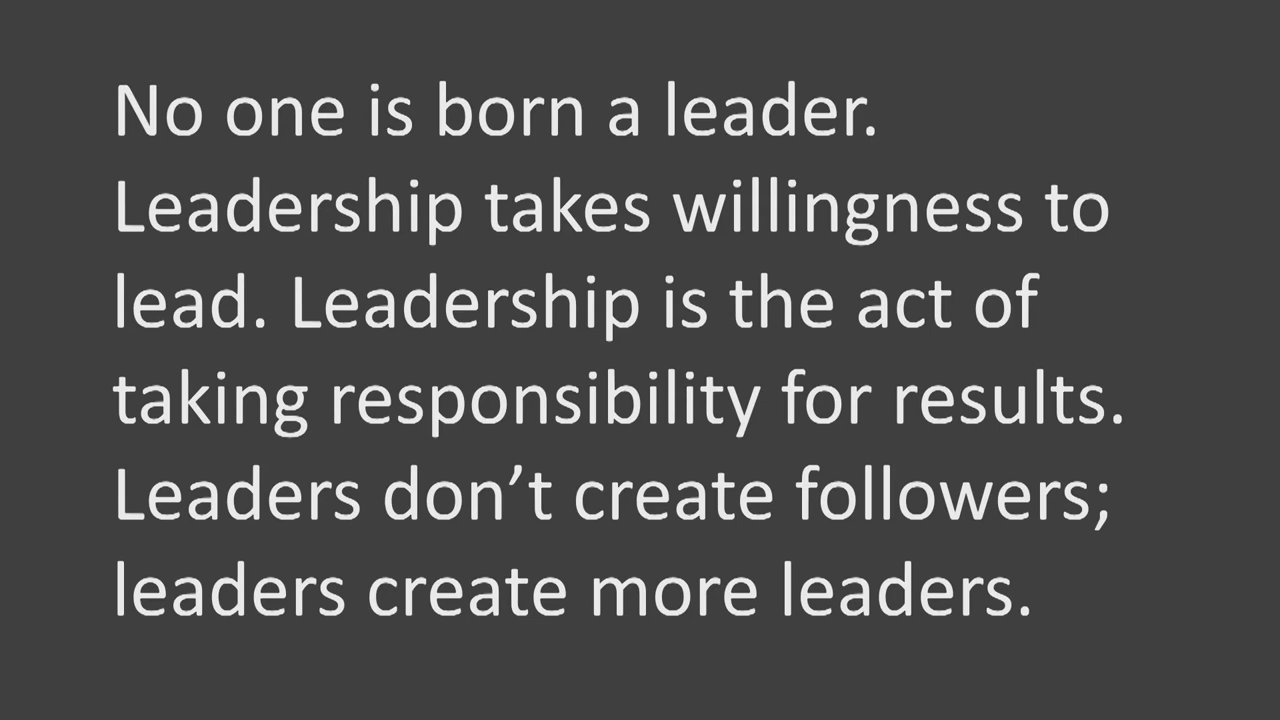 No one is born a leader.
Leadership takes willingness to
lead. Leadership is the act of
taking responsibility for results.
Leaders don’t create followers;
leaders create more leaders.